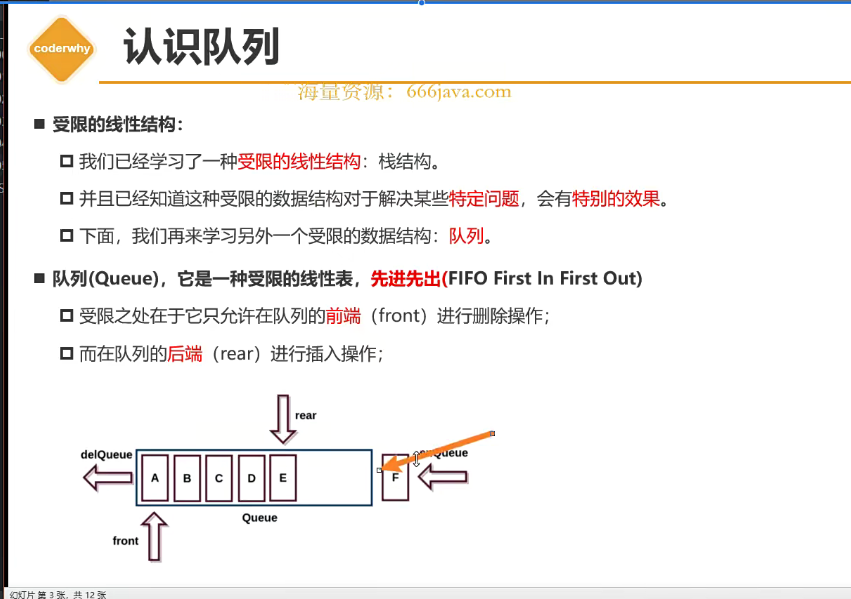 coderwhy
认识队列
海量资源：666java.com
受限的线性结构：
我们已经学习了一种受限的线性结构：栈结构。
并且已经知道这种受限的数据结构对于解决某些特定问题，会有特别的效果。
下面，我们再来学习另外一个受限的数据结构：队列。
队列(Queue)，它是一种受限的线性表，先进先出(FIFO First In First Out)
受限之处在于它只允许在队列的前端（front）进行删除操作；
而在队列的后端（rear）进行插入操作；
rear
delQueue
A B C D E
F
Queue
front
幻灯片 第 3 张，共 12 张